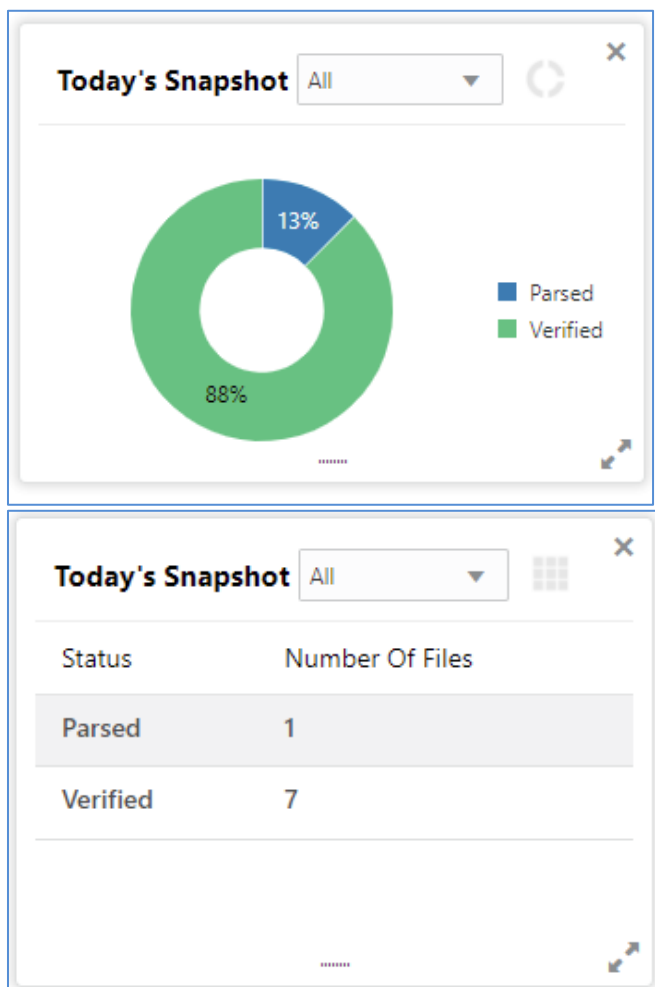 Today's Snapshot All
13%
Parsed
Verified
88%
Today's Snapshot All
Status Number Of Files
Parsed 1
Verified 7